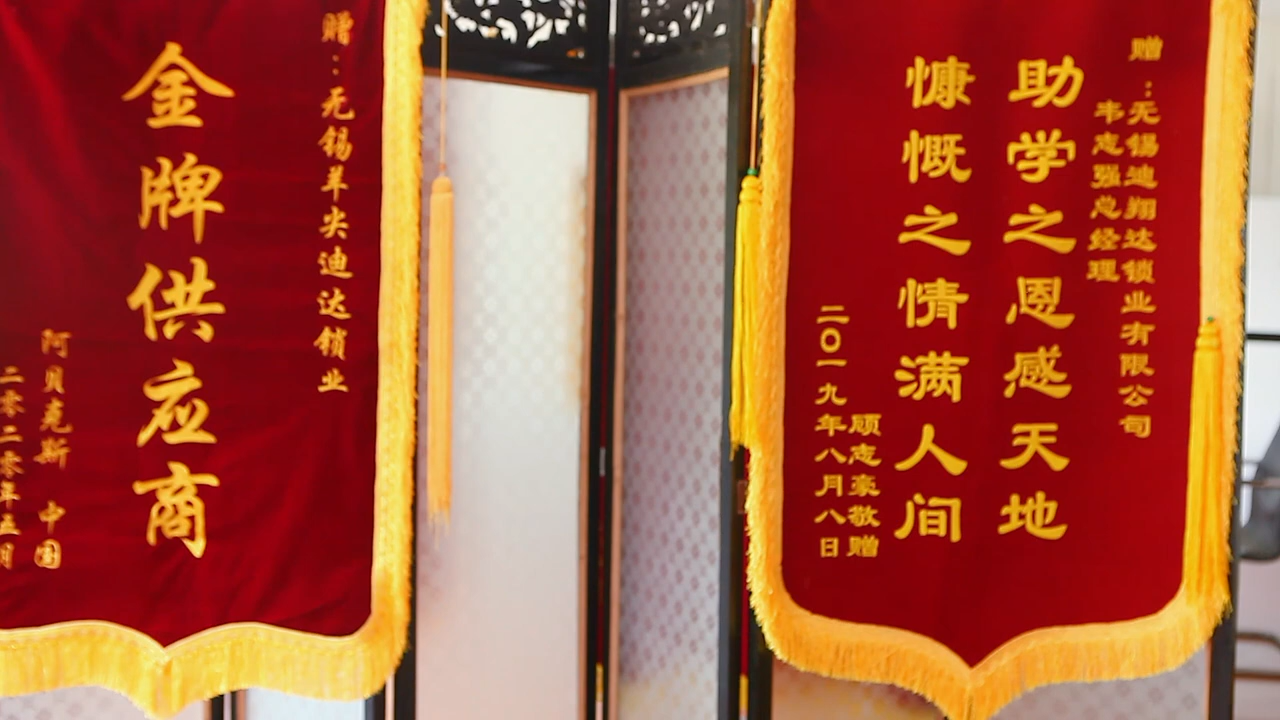 赠:无锡羊尖迪达锁业
金牌供应商
阿贝克斯 中国
二零二零年五月
赠:无锡迪翔达锁业有限公司
韦志强总经理
助学之恩感天地
慷慨之情满人间
顾志豪敬赠
二〇一九年八月八日